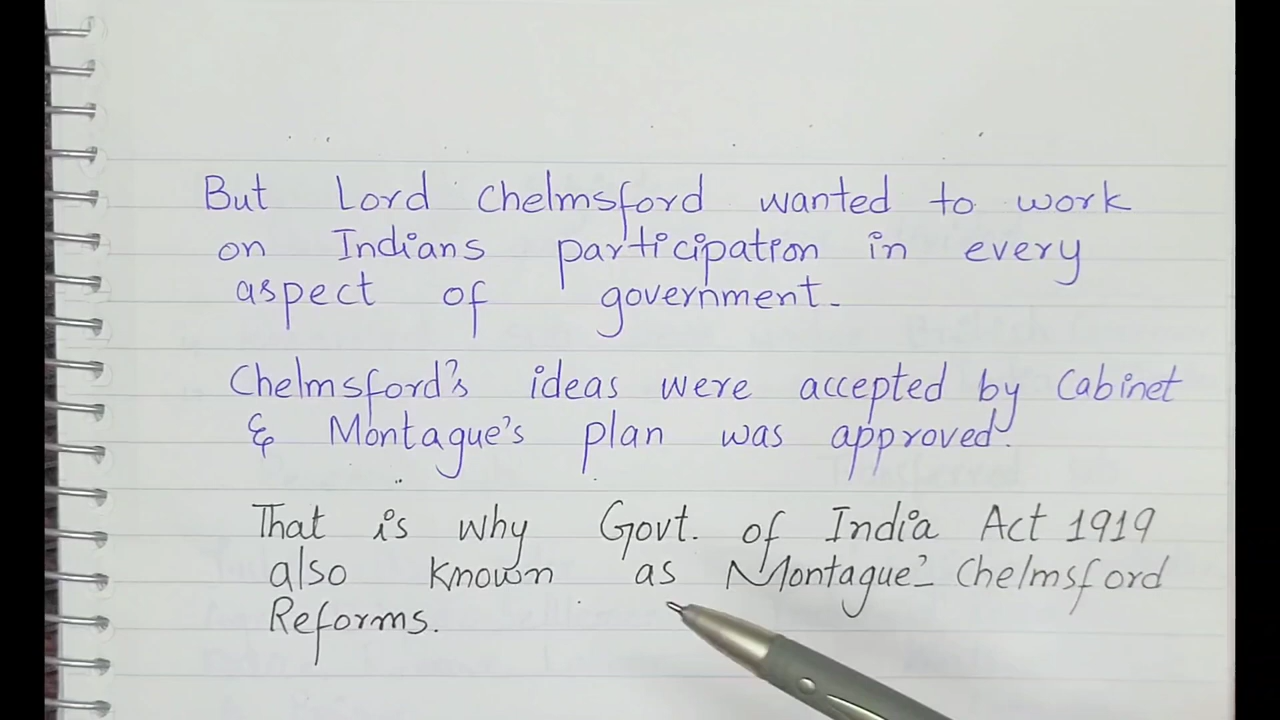 But Lord Chelmsford wanted to work
on Indians participation in every
aspect of government.
Chelmsford's ideas were accepted by Cabinet
& Montague's plan was approved.
That is why Govt. of India Act 1919
also known as Montague'- Chelmsford
Reforms.